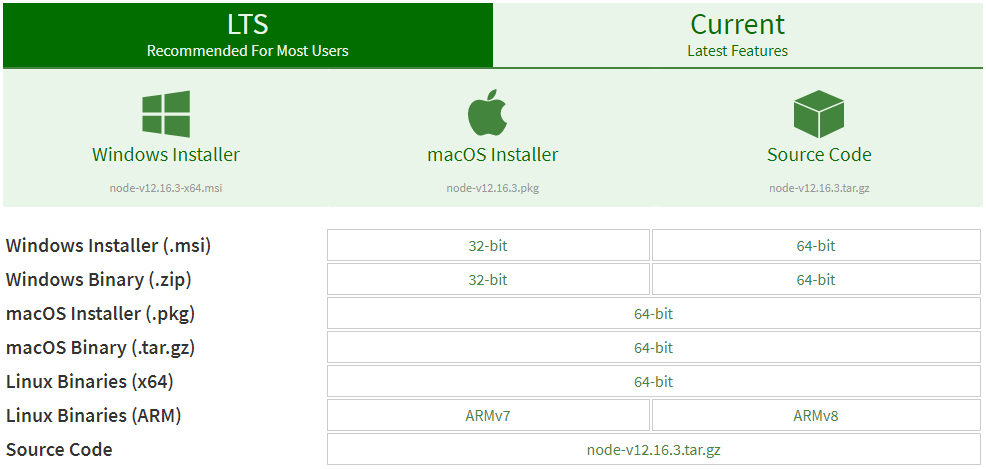 LTS
Recommended For Most Users
Current
Latest Features
Windows Installer
node-v12.16.3-x64.msi
macOS Installer
node-v12.16.3.pkg
Source Code
node-v12.16.3.tar.gz
Windows Installer (.msi) 32-bit 64-bit
Windows Binary (.zip) 32-bit 64-bit
macOS Installer (.pkg) 64-bit
macOS Binary (.tar.gz) 64-bit
Linux Binaries (x64) 64-bit
Linux Binaries (ARM) ARMv7 ARMv8
Source Code node-v12.16.3.tar.gz